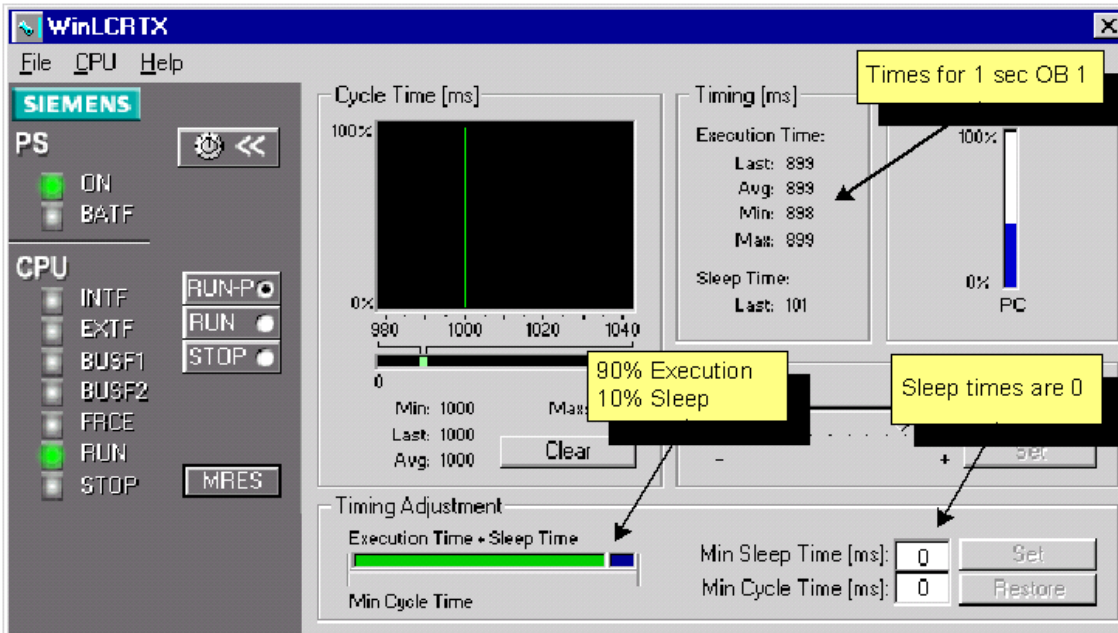 WinLCRTX
File CPU Help
SIEMENS
PS
ON
BATF
CPU
INTF
EXTF
BUSF1
BUSF2
FRCE
RUN
STOP
RUN-P
RUN
STOP
MRES
Cycle Time [ms]
100%
0%
980 1000 1020 1040
0
Min: 1000
Last: 1000
Avg: 1000
Max:
Clear
Timing [ms]
Execution Time:
Last: 899
Avg: 899
Min: 898
Max: 899
Sleep Time:
Last: 101
Times for 1 sec OB 1
100%
0%
PC
90% Execution
10% Sleep
Sleep times are 0
- +
Set
Timing Adjustment
Execution Time + Sleep Time
Min Cycle Time
Min Sleep Time [ms]: 0 Set
Min Cycle Time [ms]: 0 Restore